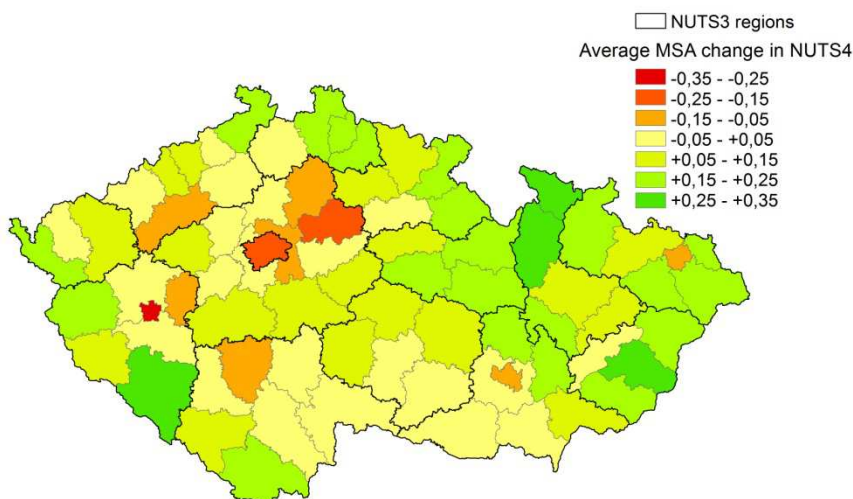 NUTS3 regions
Average MSA change in NUTS4
-0,35 - -0,25
-0,25 - -0,15
-0,15 - -0,05
-0,05 - +0,05
+0,05 - +0,15
+0,15 - +0,25
+0,25 - +0,35